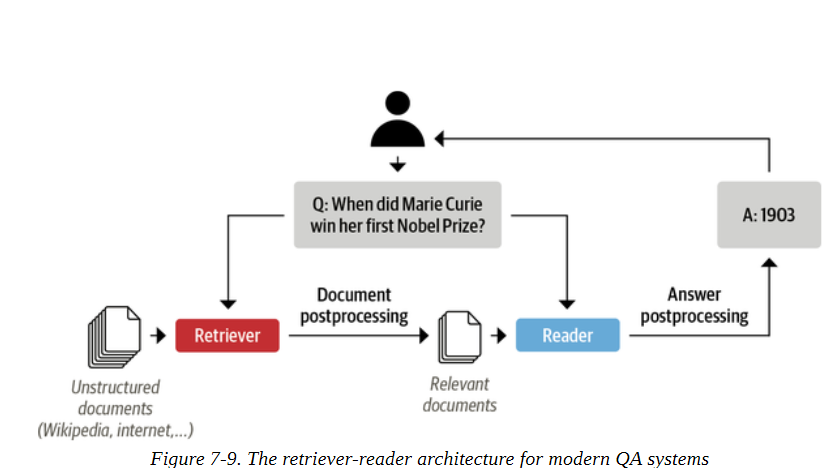 Q: When did Marie Curie
win her first Nobel Prize?
A: 1903
Document
postprocessing
Answer
postprocessing
Retriever
Reader
Unstructured
documents
(Wikipedia, internet,...)
Relevant
documents
Figure 7-9. The retriever-reader architecture for modern QA systems